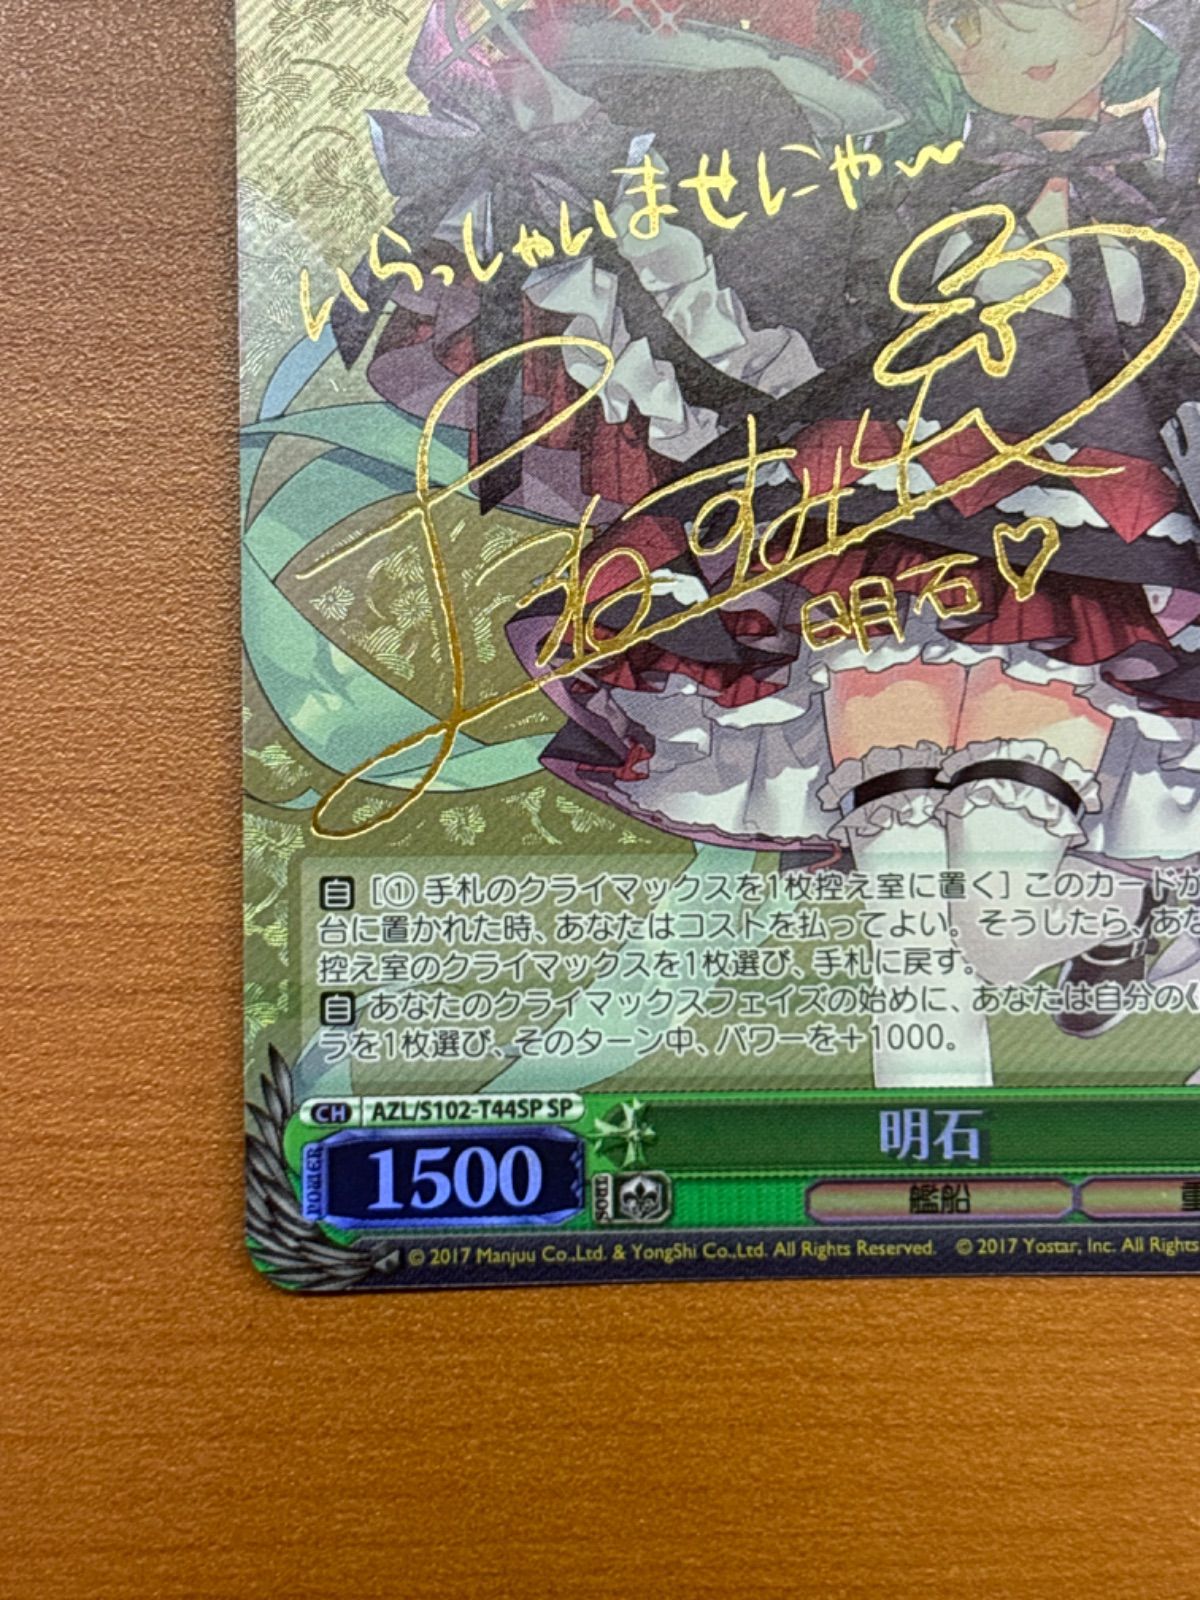 いらっしゃいませにゃ〜
明石♡
自 [① 手札のクライマックスを1枚控え室に置く] このカードが
台に置かれた時、あなたはコストを払ってよい。そうしたら、あな
控え室のクライマックスを1枚選び、手札に戻す。
自 あなたのクライマックスフェイズの始めに、あなたは自分の《
ラを1枚選び、そのターン中、パワーを＋1000。
CH AZL/S102-T44SP SP
明石
POWER 1500 SOUL
艦船
© 2017 Manjuu Co.,Ltd. & YongShi Co.,Ltd. All Rights Reserved. © 2017 Yostar, Inc. All Rights